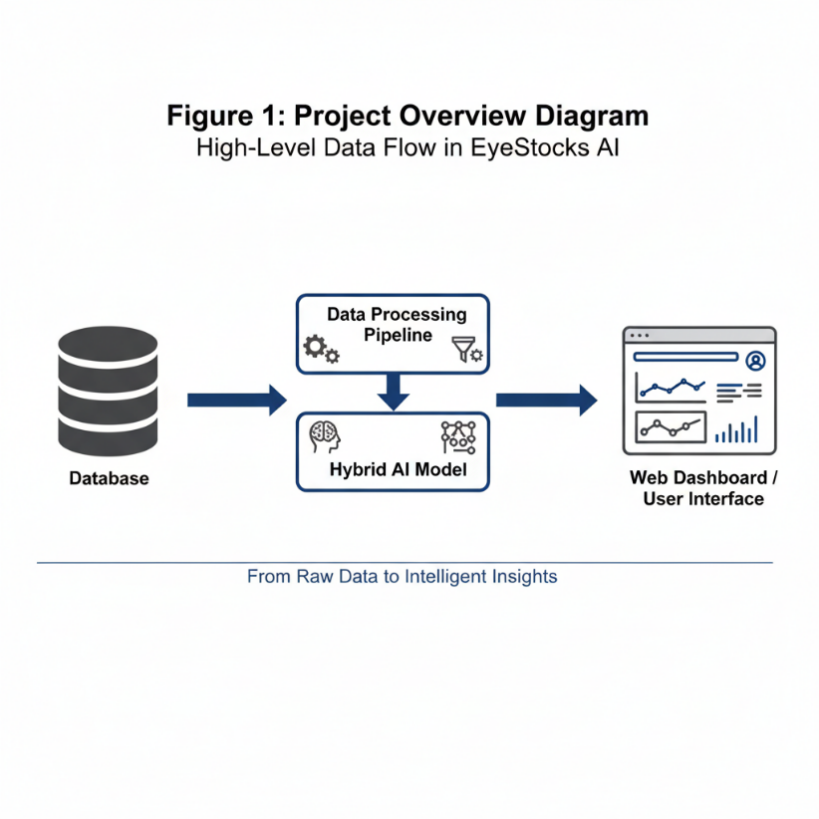 Figure 1: Project Overview Diagram
High-Level Data Flow in EyeStocks AI
Database
Data Processing
Pipeline
Hybrid AI Model
Web Dashboard /
User Interface
From Raw Data to Intelligent Insights